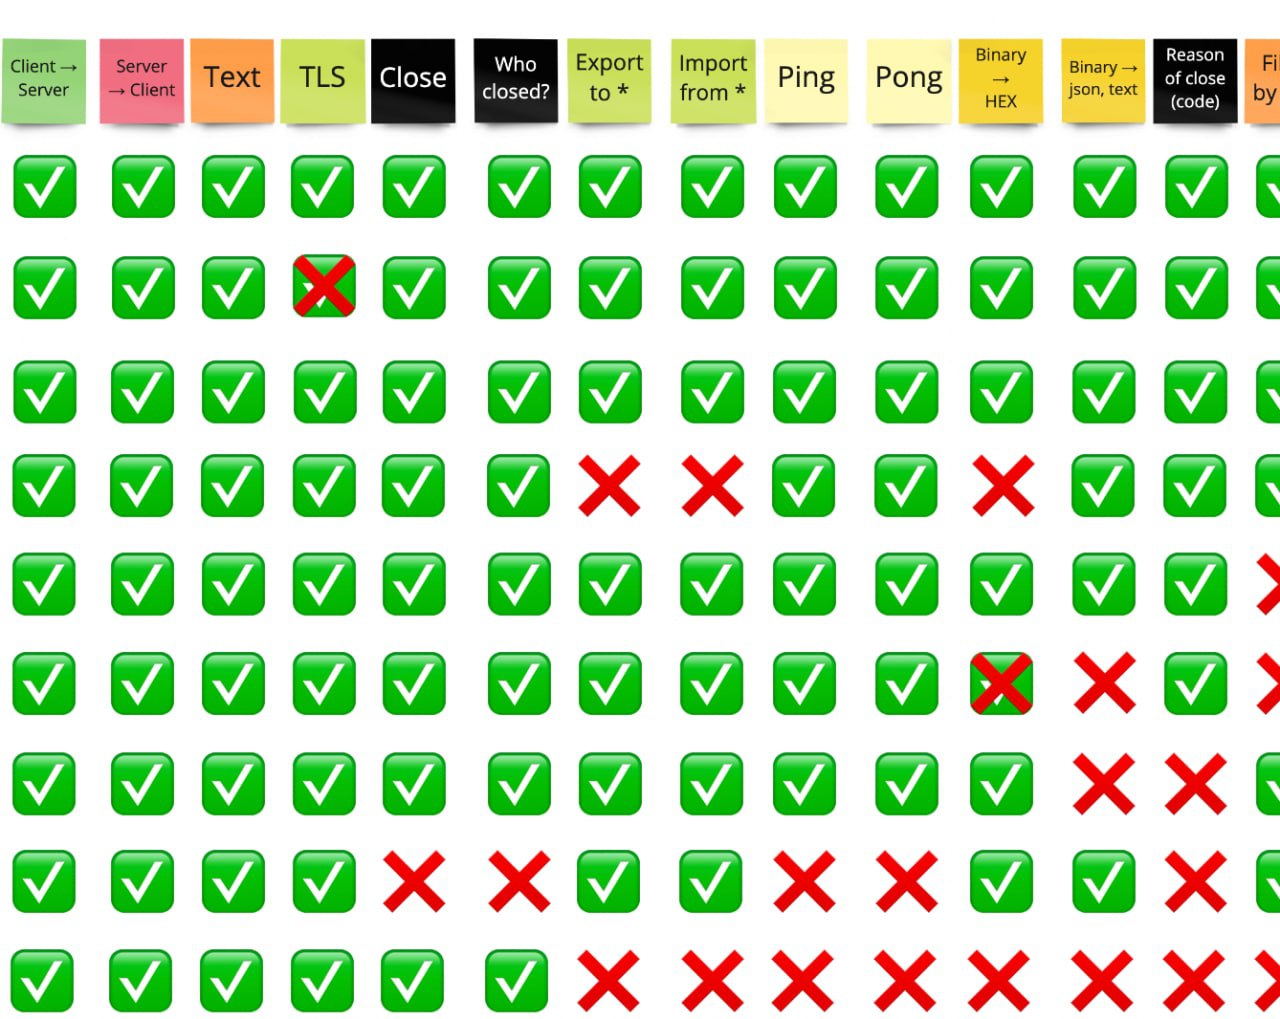 Client →
Server
Server
→ Client
Text
TLS
Close
Who
closed?
Export
to *
Import
from *
Ping
Pong
Binary
→
HEX
Binary →
json, text
Reason
of close
(code)
by